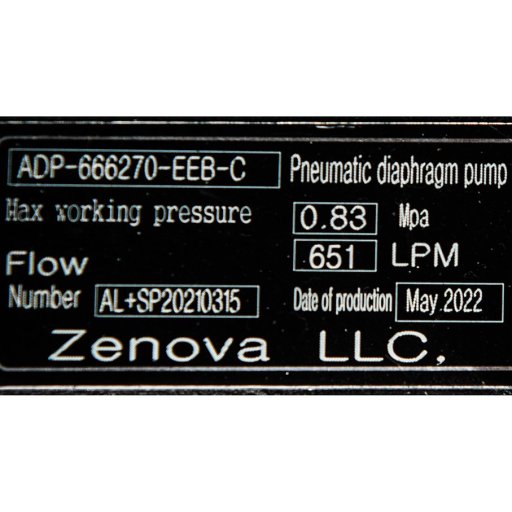 ADP-666270-EEB-C Pneumatic diaphragm pump
Max working pressure 0.83 Mpa
Flow 651 LPM
Number AL+SP20210315 Date of production May.2022
Zenova LLC,